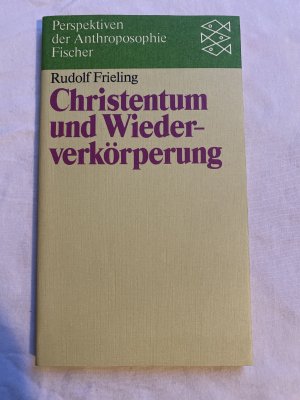 Perspektiven
der Anthroposophie
Fischer
Rudolf Frieling
Christentum
und Wieder-
verkörperung